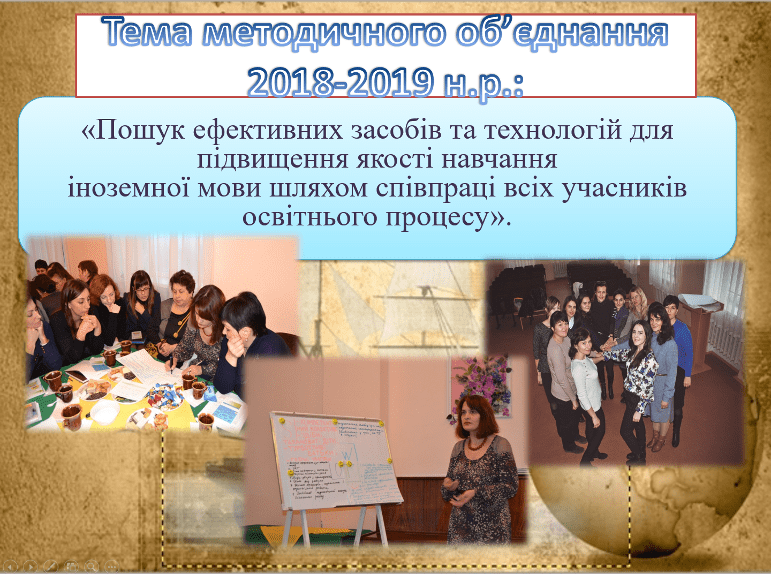 Тема методичного об’єднання
2018-2019 н.р.:
«Пошук ефективних засобів та технологій для
підвищення якості навчання
іноземної мови шляхом співпраці всіх учасників
освітнього процесу».